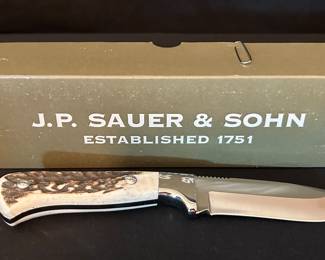 J.P. SAUER & SOHN
ESTABLISHED 1751